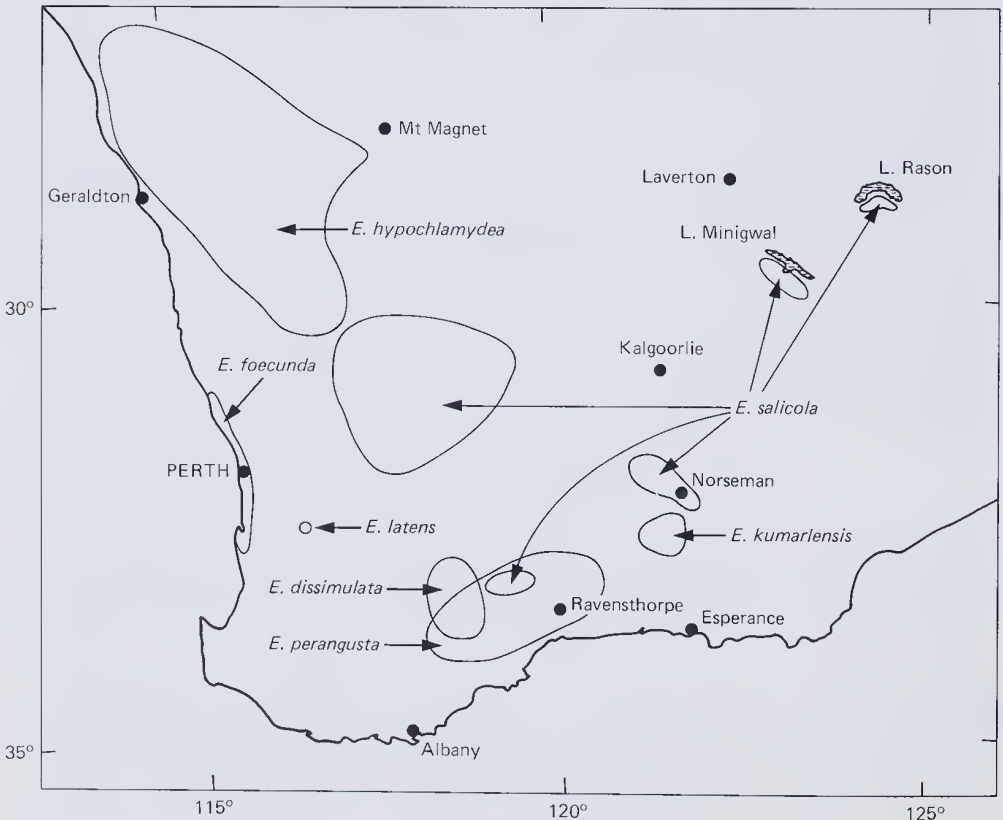 Mt Magnet
Laverton
L. Rason
Geraldton
E. hypochlamydea
L. Minigwal
30°
Kalgoorlie
E. foecunda
E. salicola
PERTH
Norseman
E. latens
E. kumarlensis
E. dissimulata
Ravensthorpe
Esperance
E. perangusta
Albany
35°
115°
120°
125°